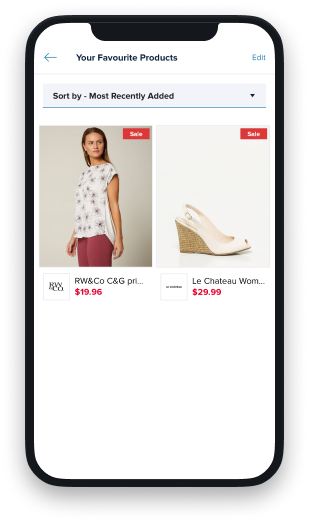 Your Favourite Products
Edit
Sort by - Most Recently Added
Sale
Sale
RW&CO.
RW&Co C&G pri...
$19.96
LE CHATEAU
Le Chateau Wom...
$29.99